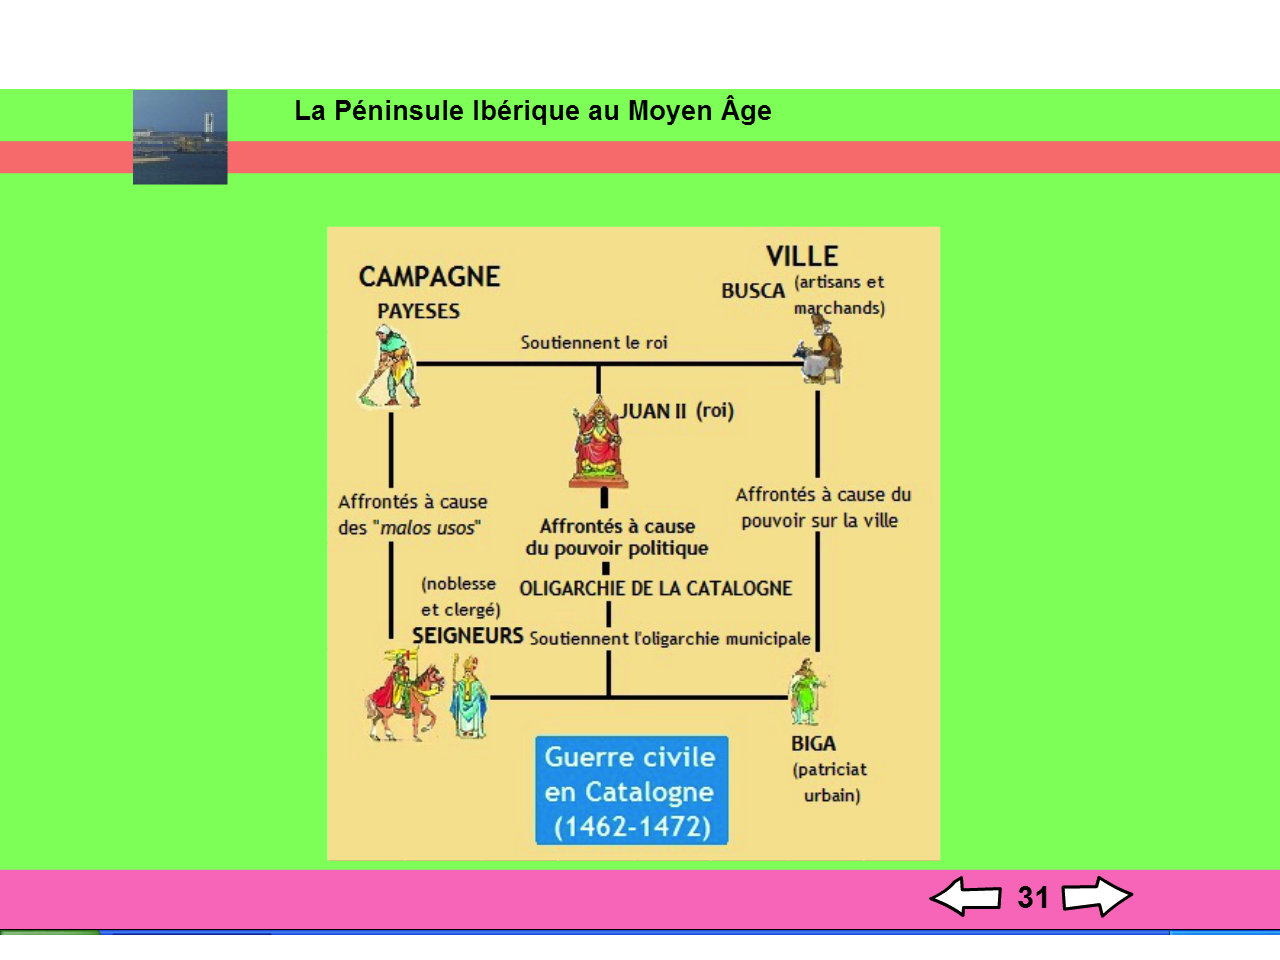 La Péninsule Ibérique au Moyen Âge
CAMPAGNE
PAYESES
VILLE
BUSCA (artisans et
marchands)
Soutiennent le roi
JUAN II (roi)
Affrontés à cause
des "malos usos"
Affrontés à cause
du pouvoir politique
Affrontés à cause du
pouvoir sur la ville
(noblesse
et clergé)
SEIGNEURS
OLIGARCHIE DE LA CATALOGNE
Soutiennent l'oligarchie municipale
BIGA
(patriciat
urbain)
Guerre civile
en Catalogne
(1462-1472)
31